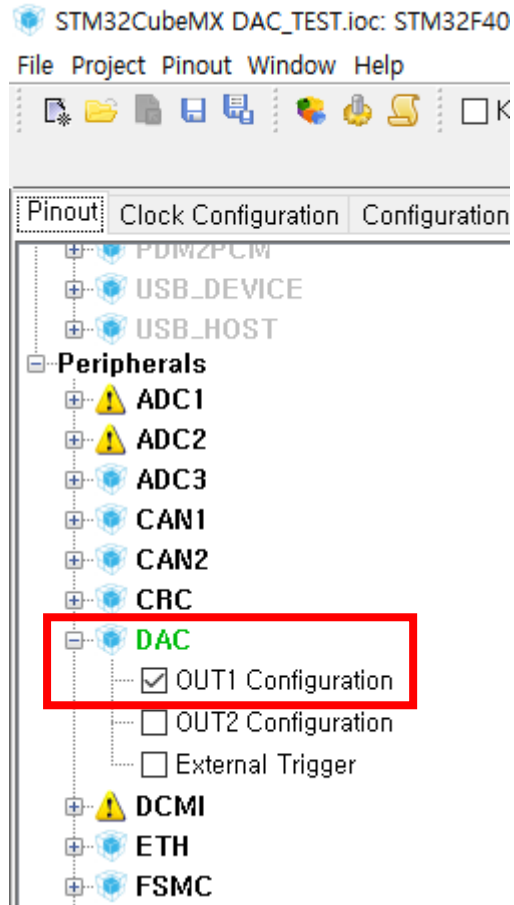 STM32CubeMX DAC_TEST.ioc: STM32F40
File Project Pinout Window Help
K
Pinout Clock Configuration Configuration
PDM2PCM
USB_DEVICE
USB_HOST
Peripherals
ADC1
ADC2
ADC3
CAN1
CAN2
CRC
DAC
OUT1 Configuration
OUT2 Configuration
External Trigger
DCMI
ETH
FSMC